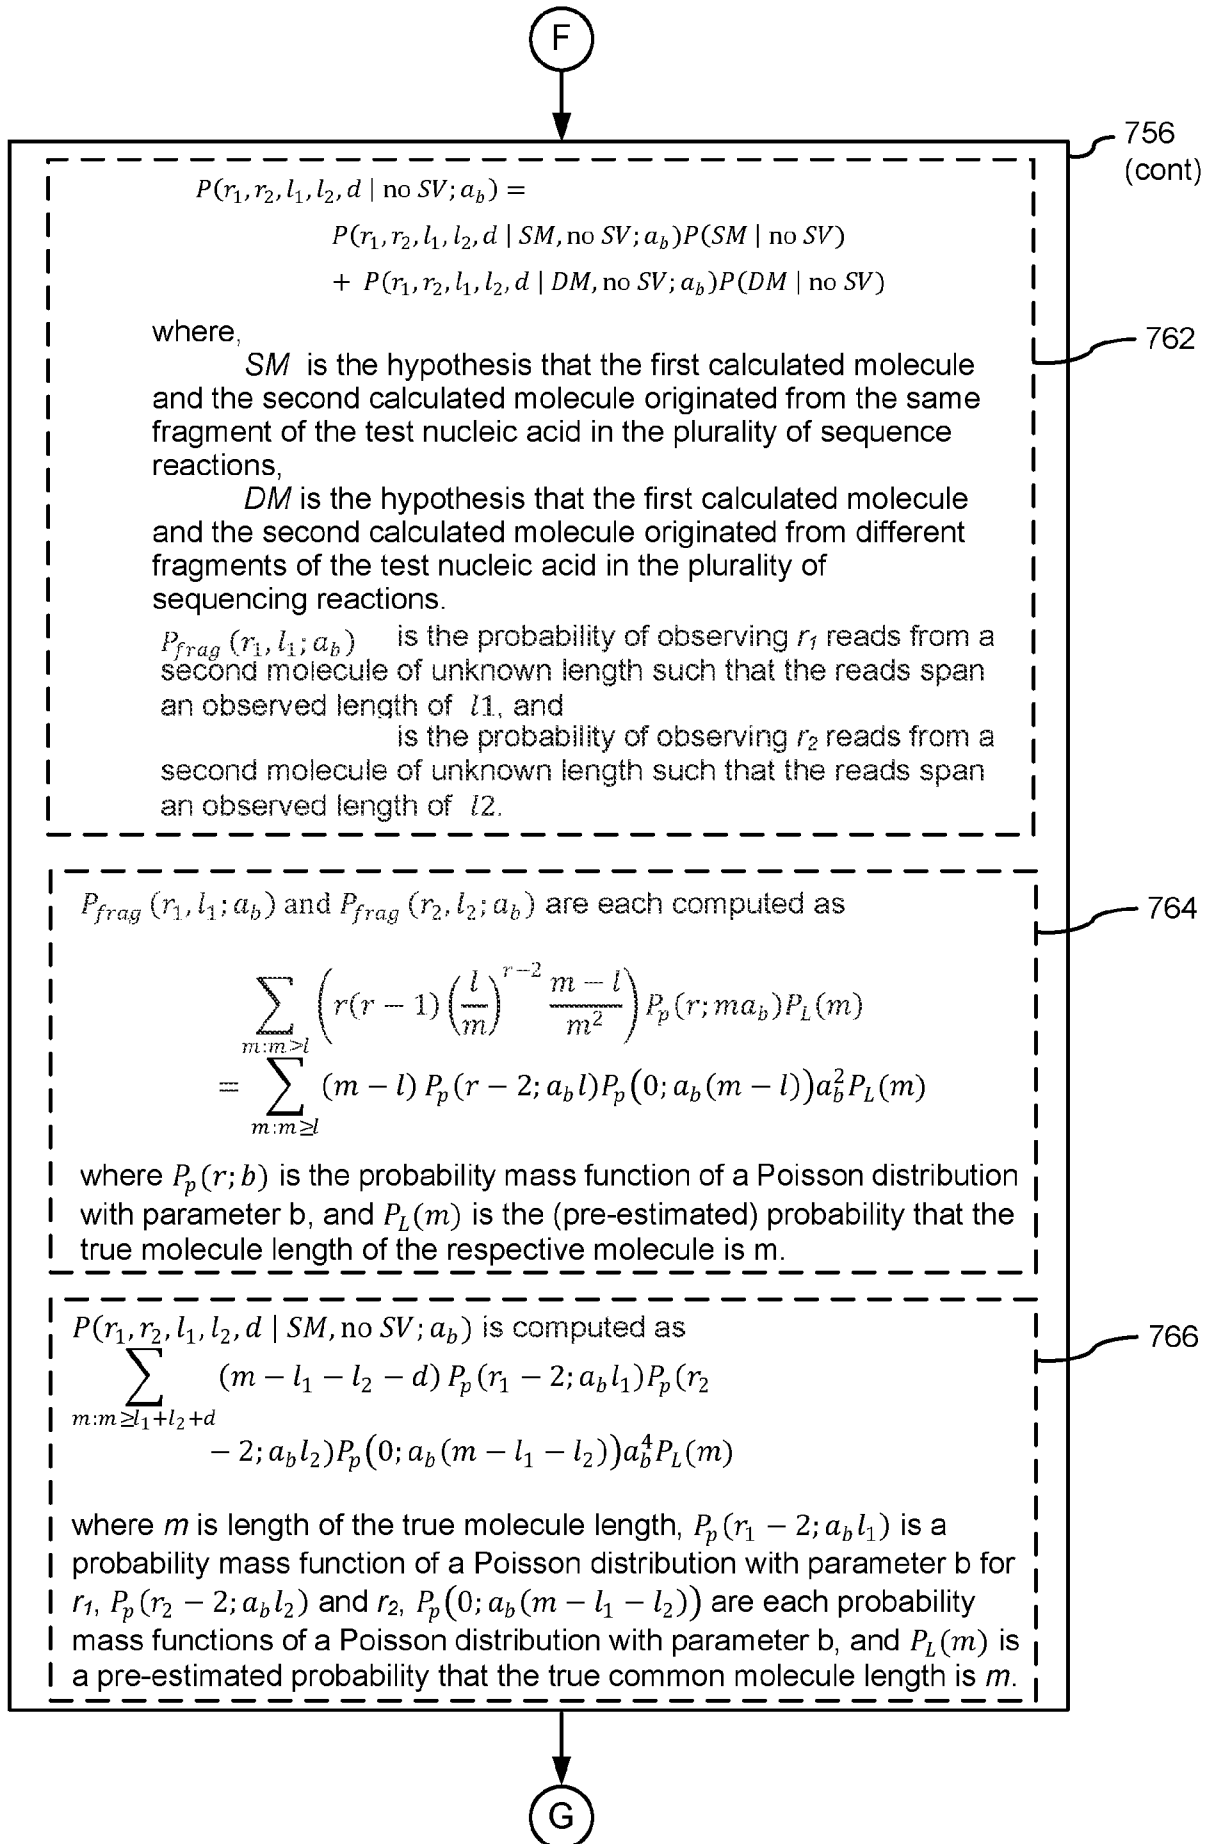 F
756
(cont)
P(r₁, r₂, l₁, l₂, d | no SV; a_b) =
P(r₁, r₂, l₁, l₂, d | SM, no SV; a_b)P(SM | no SV)
+ P(r₁, r₂, l₁, l₂, d | DM, no SV; a_b)P(DM | no SV)
where,
762
SM is the hypothesis that the first calculated molecule
and the second calculated molecule originated from the same
fragment of the test nucleic acid in the plurality of sequence
reactions,
DM is the hypothesis that the first calculated molecule
and the second calculated molecule originated from different
fragments of the test nucleic acid in the plurality of
sequencing reactions.
P_frag (r₁, l₁; a_b) is the probability of observing r₁ reads from a
second molecule of unknown length such that the reads span
an observed length of l1, and
is the probability of observing r₂ reads from a
second molecule of unknown length such that the reads span
an observed length of l2.
764
P_frag (r₁, l₁; a_b) and P_frag (r₂, l₂; a_b) are each computed as
∑_{m:m>l} (r(r − 1) (l/m)^{r−2} (m − l)/m²) P_p(r; ma_b)P_L(m)
= ∑_{m:m≥l} (m − l) P_p(r − 2; a_b l)P_p(0; a_b(m − l))a_b²P_L(m)
where P_p(r; b) is the probability mass function of a Poisson distribution
with parameter b, and P_L(m) is the (pre-estimated) probability that the
true molecule length of the respective molecule is m.
766
P(r₁, r₂, l₁, l₂, d | SM, no SV; a_b) is computed as
∑_{m:m≥l₁+l₂+d} (m − l₁ − l₂ − d) P_p(r₁ − 2; a_b l₁)P_p(r₂
− 2; a_b l₂)P_p(0; a_b(m − l₁ − l₂))a_b⁴P_L(m)
where m is length of the true molecule length, P_p(r₁ − 2; a_b l₁) is a
probability mass function of a Poisson distribution with parameter b for
r₁, P_p(r₂ − 2; a_b l₂) and r₂, P_p(0; a_b(m − l₁ − l₂)) are each probability
mass functions of a Poisson distribution with parameter b, and P_L(m) is
a pre-estimated probability that the true common molecule length is m.
G